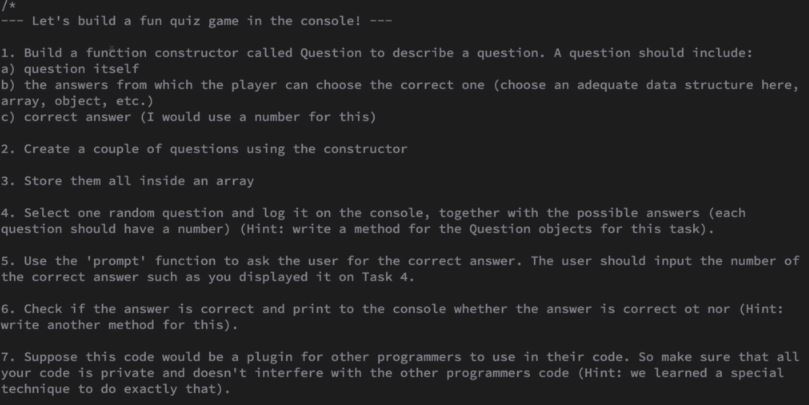 /*
--- Let's build a fun quiz game in the console! ---
1. Build a function constructor called Question to describe a question. A question should include:
a) question itself
b) the answers from which the player can choose the correct one (choose an adequate data structure here,
array, object, etc.)
c) correct answer (I would use a number for this)
2. Create a couple of questions using the constructor
3. Store them all inside an array
4. Select one random question and log it on the console, together with the possible answers (each
question should have a number) (Hint: write a method for the Question objects for this task).
5. Use the 'prompt' function to ask the user for the correct answer. The user should input the number of
the correct answer such as you displayed it on Task 4.
6. Check if the answer is correct and print to the console whether the answer is correct ot nor (Hint:
write another method for this).
7. Suppose this code would be a plugin for other programmers to use in their code. So make sure that all
your code is private and doesn't interfere with the other programmers code (Hint: we learned a special
technique to do exactly that).